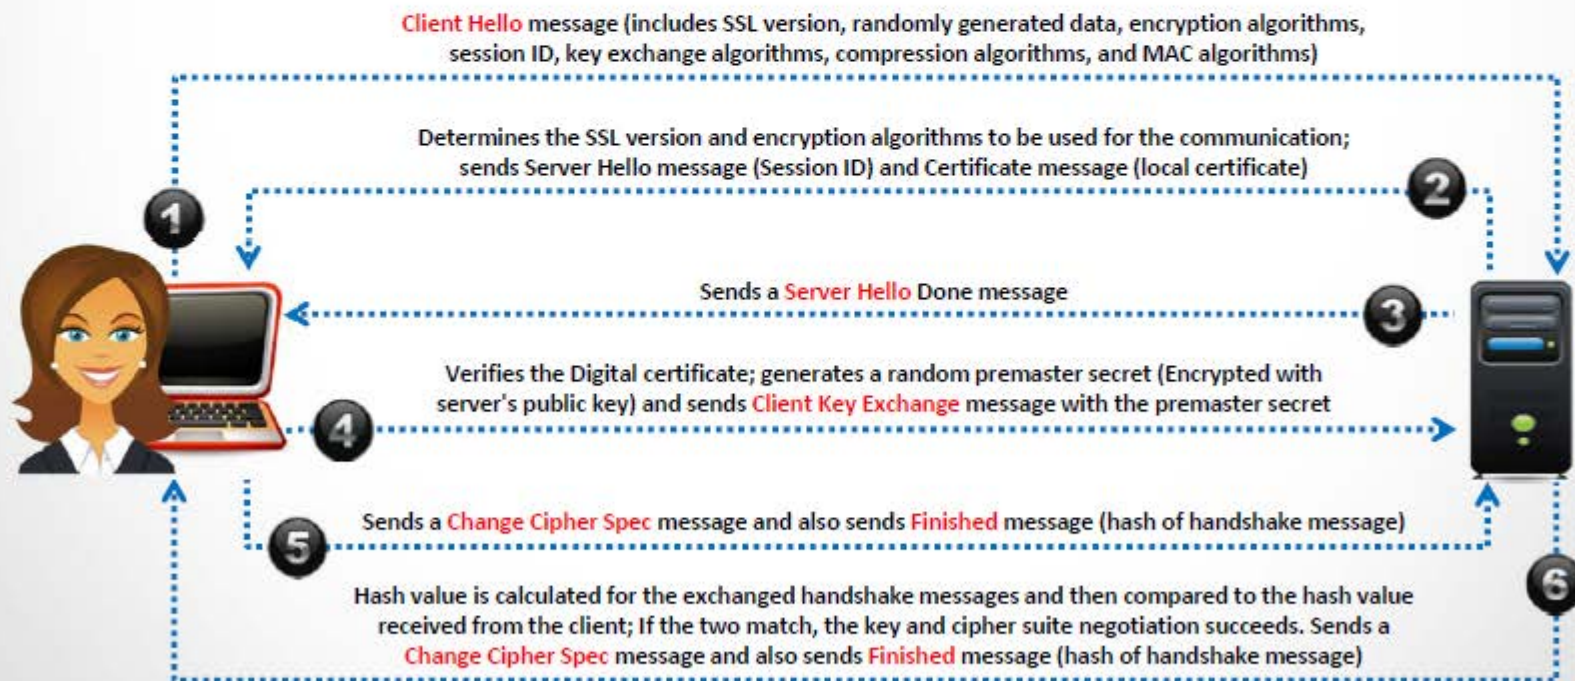 Client Hello message (includes SSL version, randomly generated data, encryption algorithms,
session ID, key exchange algorithms, compression algorithms, and MAC algorithms)
Determines the SSL version and encryption algorithms to be used for the communication;
sends Server Hello message (Session ID) and Certificate message (local certificate)
2
1
Sends a Server Hello Done message
3
Verifies the Digital certificate; generates a random premaster secret (Encrypted with
server's public key) and sends Client Key Exchange message with the premaster secret
4
Sends a Change Cipher Spec message and also sends Finished message (hash of handshake message)
5
6
Hash value is calculated for the exchanged handshake messages and then compared to the hash value
received from the client; If the two match, the key and cipher suite negotiation succeeds. Sends a
Change Cipher Spec message and also sends Finished message (hash of handshake message)